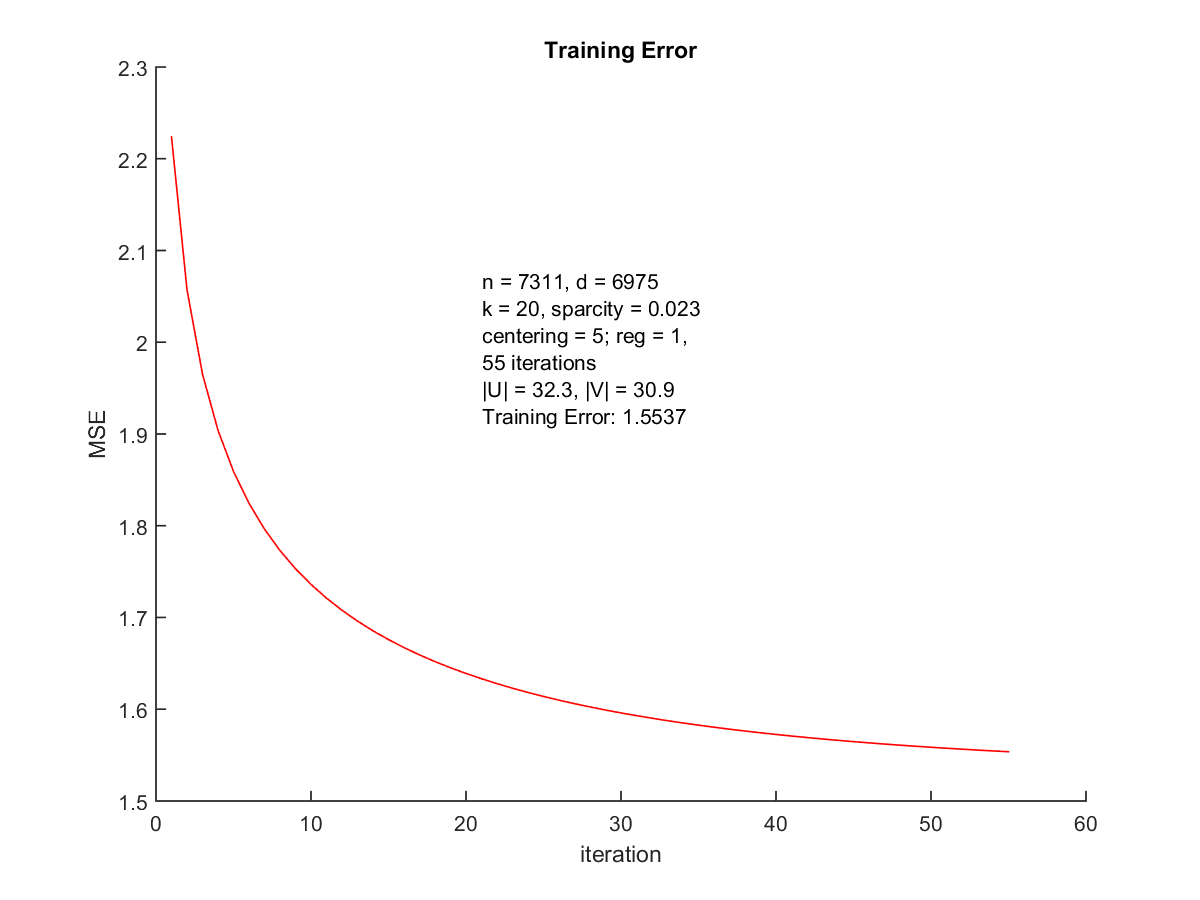 Training Error
2.3
2.2
2.1
2
1.9
1.8
1.7
1.6
1.5
MSE
n = 7311, d = 6975
k = 20, sparcity = 0.023
centering = 5; reg = 1,
55 iterations
|U| = 32.3, |V| = 30.9
Training Error: 1.5537
0 10 20 30 40 50 60
iteration